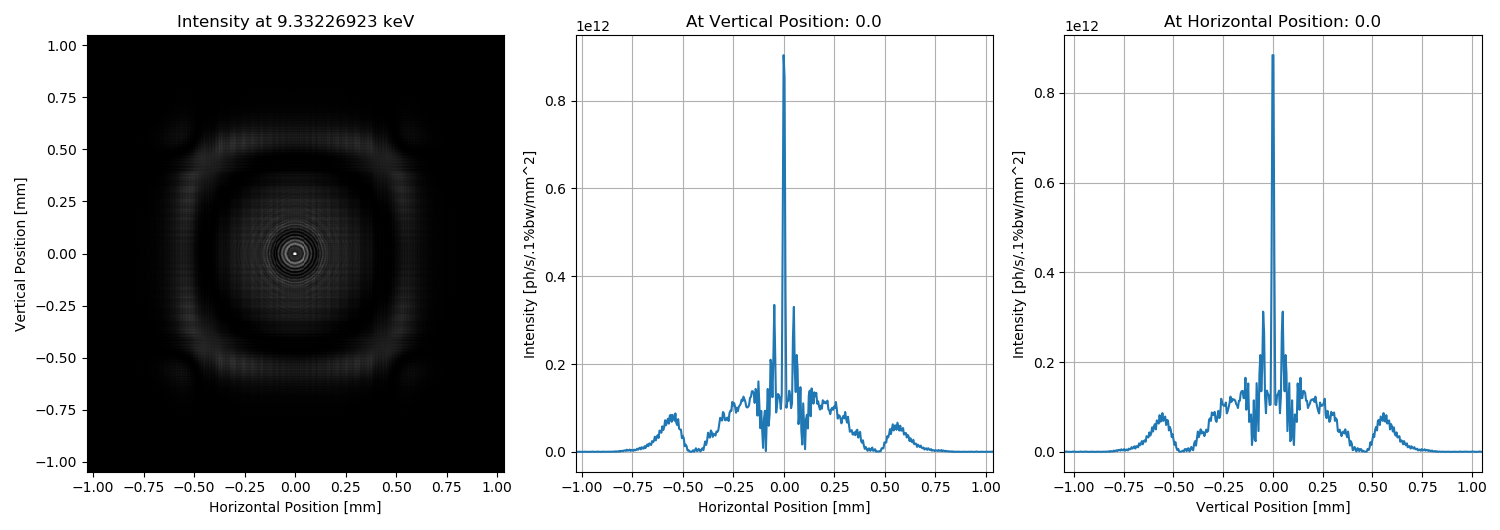 Intensity at 9.33226923 keV
1.00
0.75
0.50
0.25
0.00
−0.25
−0.50
−0.75
−1.00
Vertical Position [mm]
−1.00 −0.75 −0.50 −0.25 0.00 0.25 0.50 0.75 1.00
Horizontal Position [mm]
At Vertical Position: 0.0
1e12
0.8
0.6
0.4
0.2
0.0
Intensity [ph/s/.1%bw/mm^2]
−1.00 −0.75 −0.50 −0.25 0.00 0.25 0.50 0.75 1.00
Horizontal Position [mm]
At Horizontal Position: 0.0
1e12
0.8
0.6
0.4
0.2
0.0
Intensity [ph/s/.1%bw/mm^2]
−1.00 −0.75 −0.50 −0.25 0.00 0.25 0.50 0.75 1.00
Vertical Position [mm]